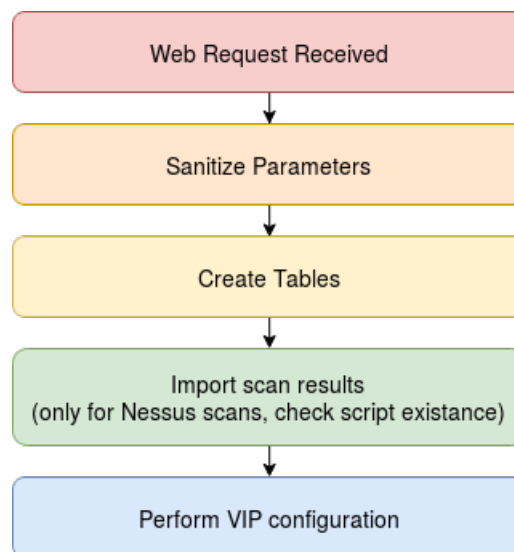 Web Request Received
Sanitize Parameters
Create Tables
Import scan results
(only for Nessus scans, check script existance)
Perform VIP configuration